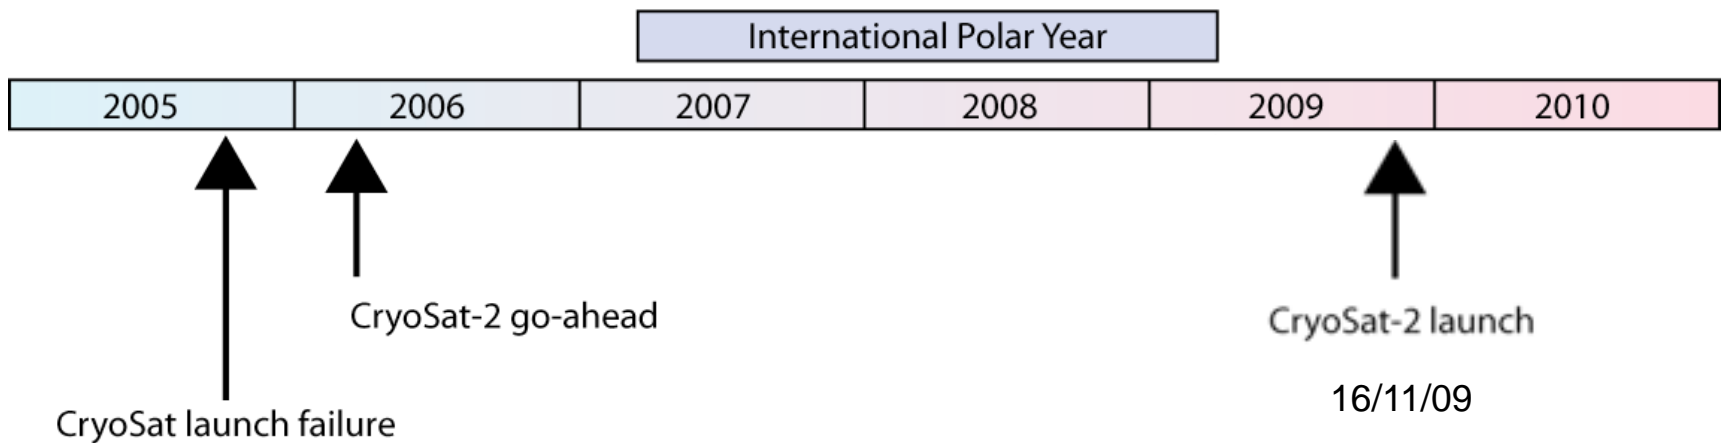 International Polar Year
2005 2006 2007 2008 2009 2010
CryoSat-2 go-ahead
CryoSat-2 launch
16/11/09
CryoSat launch failure